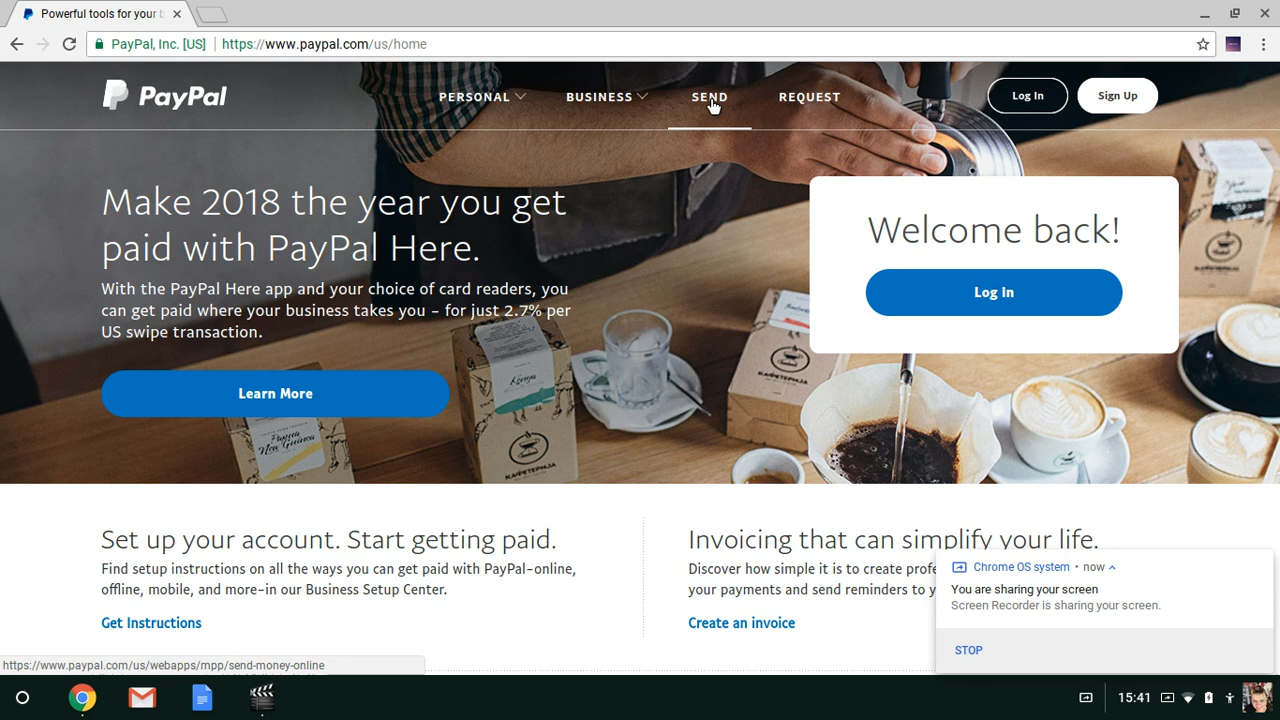 Powerful tools for your b
PayPal, Inc. [US]
https://www.paypal.com/us/home
PayPal
PERSONAL
BUSINESS
SEND
REQUEST
Log In
Sign Up
Make 2018 the year you get
paid with PayPal Here.
With the PayPal Here app and your choice of card readers, you
can get paid where your business takes you – for just 2.7% per
US swipe transaction.
Learn More
Welcome back!
Log In
Kenya
КАФЕТЕРИЈА
Papua
New Guinea
Set up your account. Start getting paid.
Find setup instructions on all the ways you can get paid with PayPal–online,
offline, mobile, and more–in our Business Setup Center.
Get Instructions
Invoicing that can simplify your life.
Discover how simple it is to create profe
your payments and send reminders to y
Create an invoice
Chrome OS system • now
You are sharing your screen
Screen Recorder is sharing your screen.
STOP
https://www.paypal.com/us/webapps/mpp/send-money-online
15:41